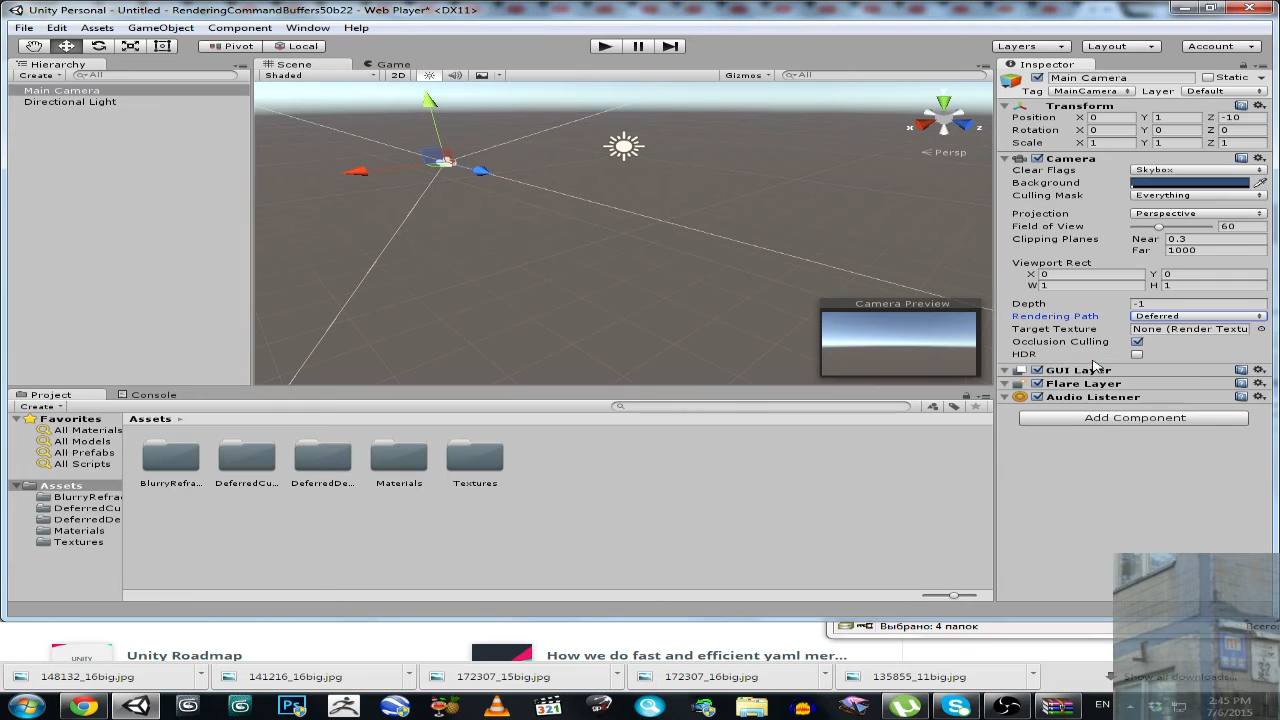 Unity Personal - Untitled - RenderingCommandBuffers50b22 - Web Player* <DX11>
File Edit Assets GameObject Component Window Help
Pivot Local Layers Layout Account
Hierarchy
Create All
Main Camera
Directional Light
Scene Game
Shaded 2D Gizmos All
x z
Persp
Camera Preview
Inspector
Main Camera Static
Tag MainCamera Layer Default
Transform
Position X 0 Y 1 Z -10
Rotation X 0 Y 0 Z 0
Scale X 1 Y 1 Z 1
Camera
Clear Flags Skybox
Background
Culling Mask Everything
Projection Perspective
Field of View 60
Clipping Planes Near 0.3
Far 1000
Viewport Rect
X 0 Y 0
W 1 H 1
Depth -1
Rendering Path Deferred
Target Texture None (Render Textu
Occlusion Culling
HDR
GUI Layer
Flare Layer
Audio Listener
Add Component
Project Console
Create
Favorites
All Materials
All Models
All Prefabs
All Scripts
Assets
BlurryRefra
DeferredCu
DeferredDe
Materials
Textures
Assets
BlurryRefra... DeferredCu... DeferredDe... Materials Textures
Выбрано: 4 папок Всего:
UNITY Unity Roadmap How we do fast and efficient yaml mer...
148132_16big.jpg 141216_16big.jpg 172307_15big.jpg 172307_16big.jpg 135855_11big.jpg Show all downloads...
321 EN 2:45 PM
7/6/2015